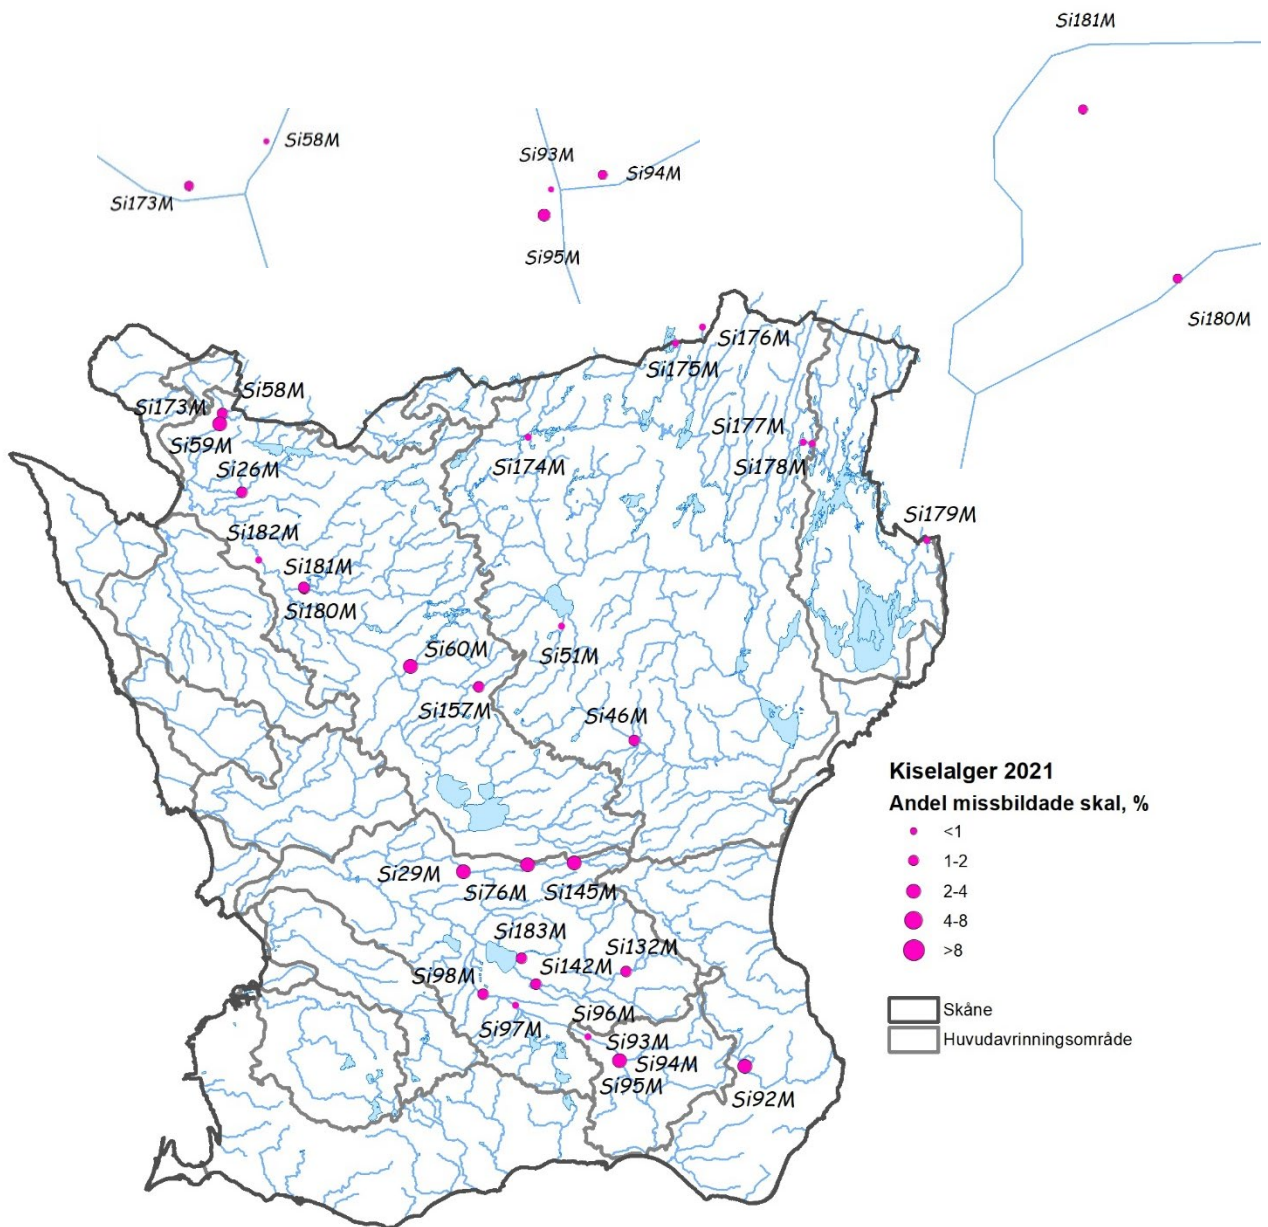 Si181M
Si58M
Si173M
Si93M
Si94M
Si95M
Si180M
Si176M
Si175M
Si58M
Si173M
Si59M
Si177M
Si174M
Si178M
Si26M
Si182M
Si179M
Si181M
Si180M
Si60M
Si51M
Si157M
Si46M
Kiselalger 2021
Andel missbildade skal, %
<1
1-2
2-4
4-8
>8
Skåne
Huvudavrinningsområde
Si29M
Si76M
Si145M
Si183M
Si132M
Si142M
Si98M
Si96M
Si97M
Si93M
Si94M
Si95M
Si92M